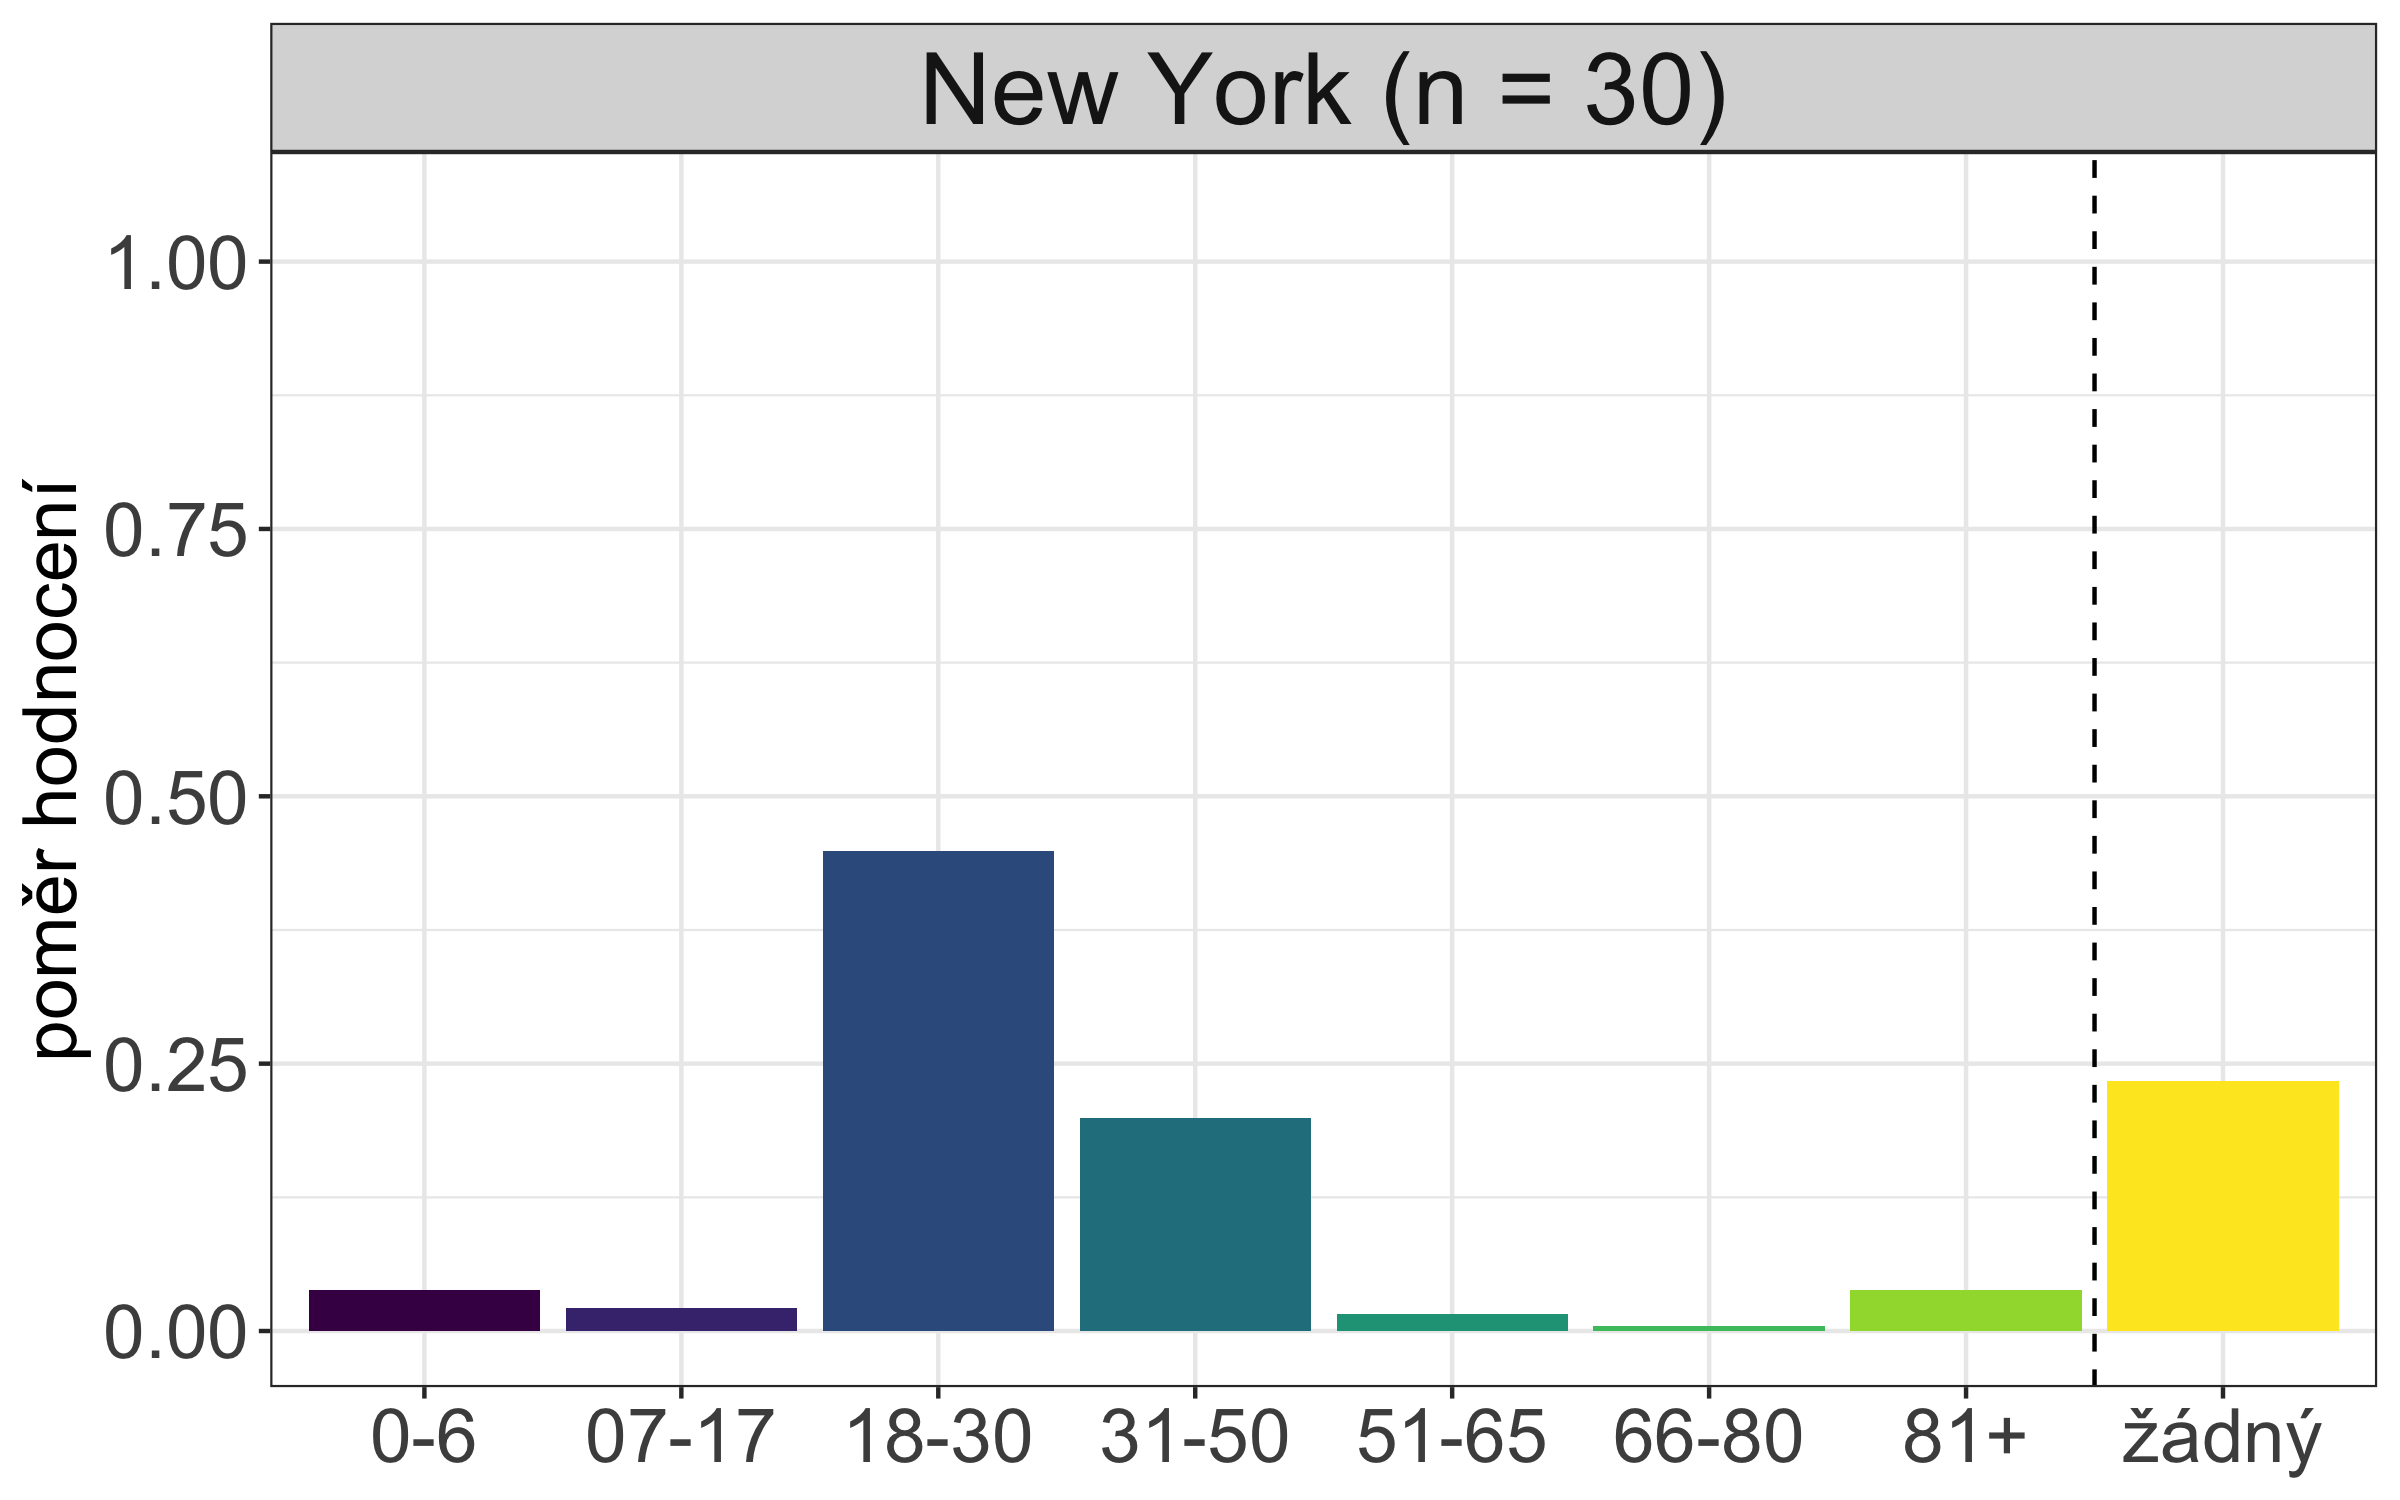 New York (n = 30)
poměr hodnocení
1.00
0.75
0.50
0.25
0.00
0-6 07-17 18-30 31-50 51-65 66-80 81+ žádný